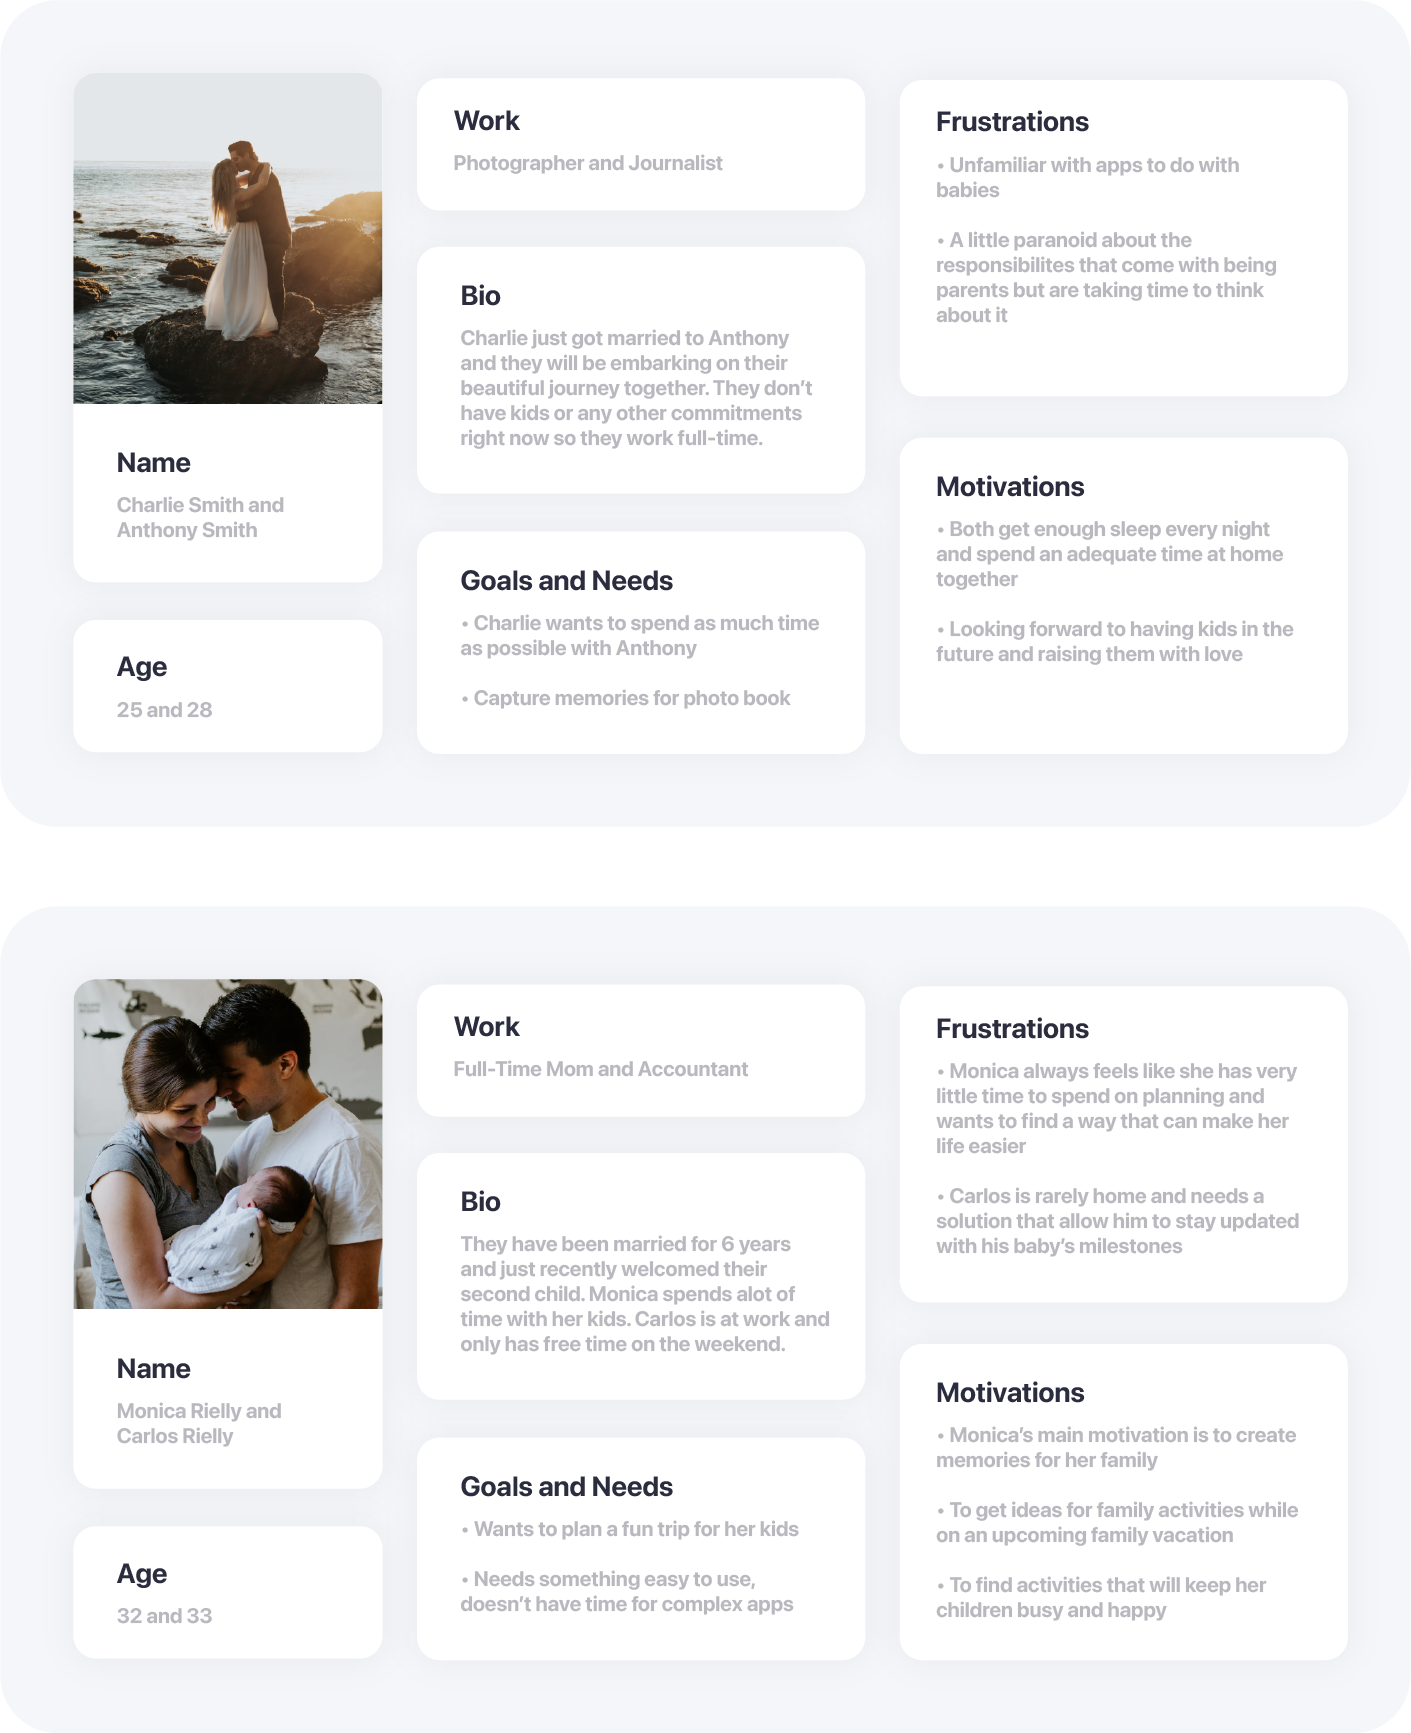 Name
Charlie Smith and
Anthony Smith
Age
25 and 28
Work
Photographer and Journalist
Bio
Charlie just got married to Anthony
and they will be embarking on their
beautiful journey together. They don’t
have kids or any other commitments
right now so they work full-time.
Goals and Needs
• Charlie wants to spend as much time
as possible with Anthony
• Capture memories for photo book
Frustrations
• Unfamiliar with apps to do with
babies
• A little paranoid about the
responsibilites that come with being
parents but are taking time to think
about it
Motivations
• Both get enough sleep every night
and spend an adequate time at home
together
• Looking forward to having kids in the
future and raising them with love
Name
Monica Rielly and
Carlos Rielly
Age
32 and 33
Work
Full-Time Mom and Accountant
Bio
They have been married for 6 years
and just recently welcomed their
second child. Monica spends alot of
time with her kids. Carlos is at work and
only has free time on the weekend.
Goals and Needs
• Wants to plan a fun trip for her kids
• Needs something easy to use,
doesn’t have time for complex apps
Frustrations
• Monica always feels like she has very
little time to spend on planning and
wants to find a way that can make her
life easier
• Carlos is rarely home and needs a
solution that allow him to stay updated
with his baby’s milestones
Motivations
• Monica’s main motivation is to create
memories for her family
• To get ideas for family activities while
on an upcoming family vacation
• To find activities that will keep her
children busy and happy